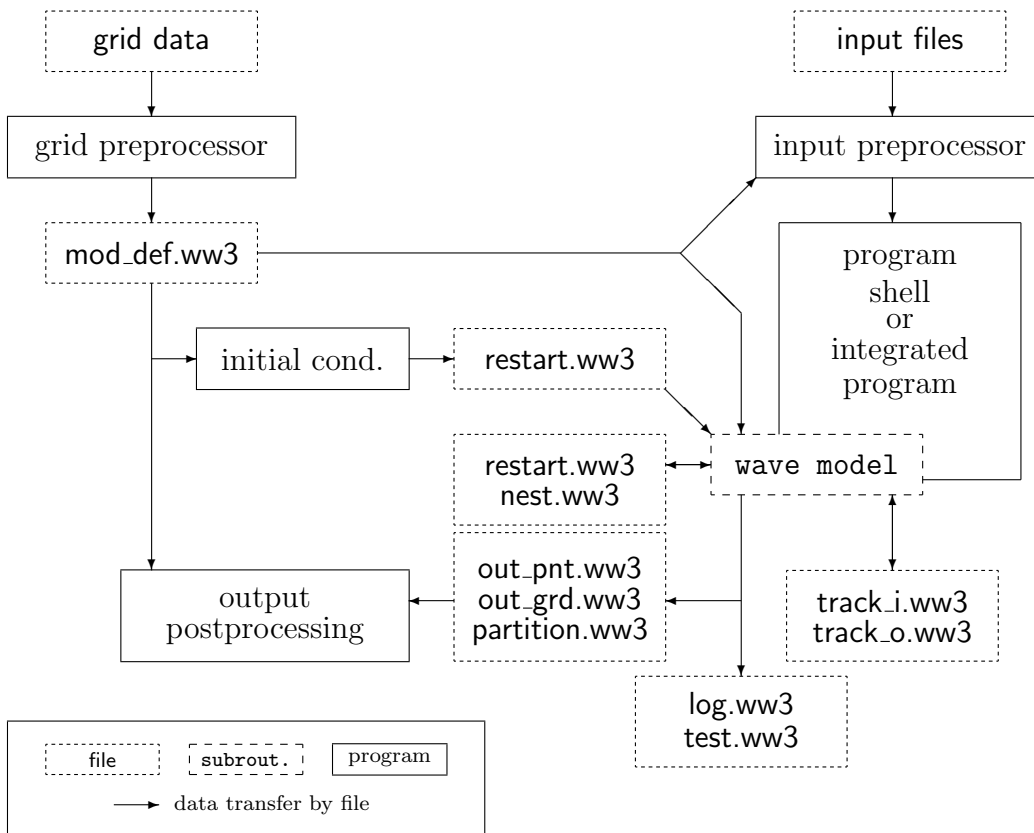 grid data
input files
grid preprocessor
input preprocessor
mod_def.ww3
program
shell
or
integrated
program
initial cond.
restart.ww3
restart.ww3
nest.ww3
wave model
out_pnt.ww3
out_grd.ww3
partition.ww3
output
postprocessing
track_i.ww3
track_o.ww3
log.ww3
test.ww3
file
subrout.
program
data transfer by file